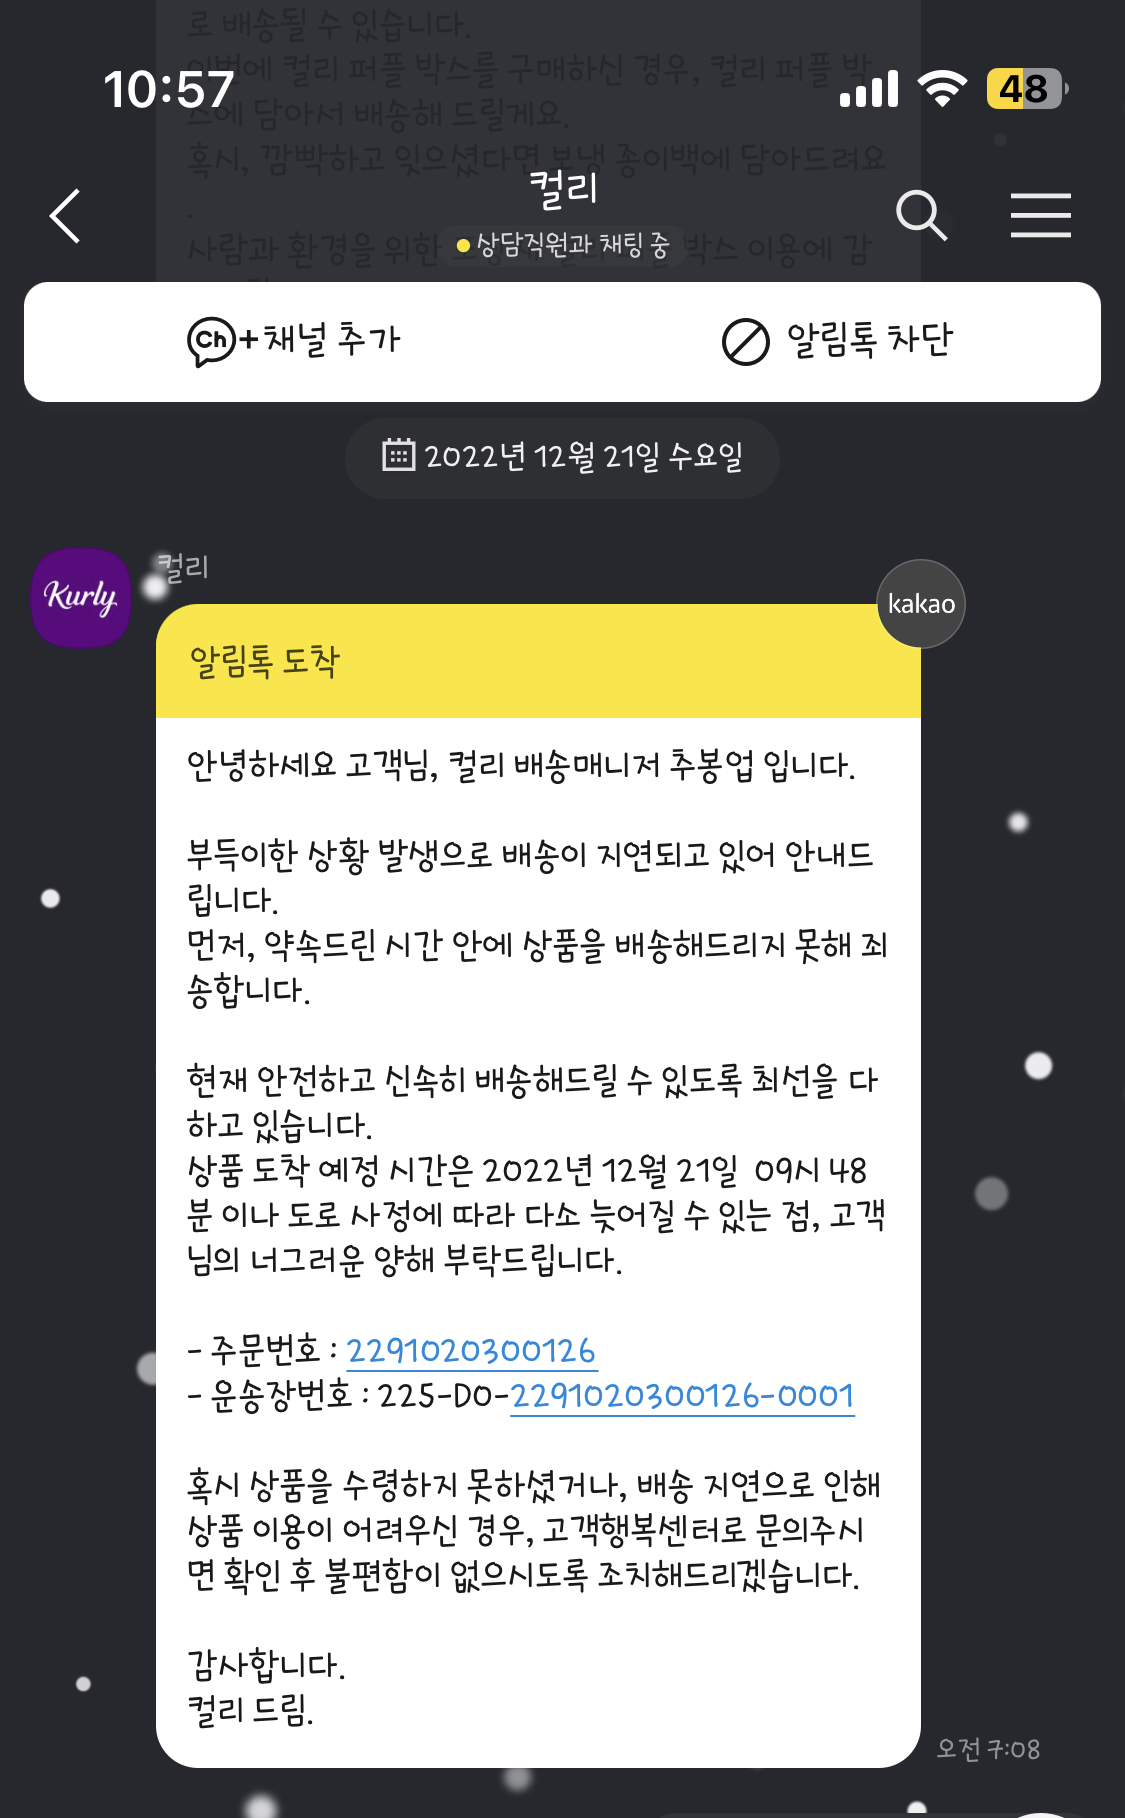 로 배송될 수 있습니다.
이번에 컬리 퍼플 박스를 구매하신 경우, 컬리 퍼플 박
스에 담아서 배송해 드릴게요.
혹시, 깜빡하고 잊으셨다면 보냉 종이백에 담아드려요
.
사람과 환경을 위한
박스 이용에 감
10:57
48
컬리
상담직원과 채팅 중
Ch+채널 추가
알림톡 차단
2022년 12월 21일 수요일
Kurly
컬리
kakao
알림톡 도착
안녕하세요 고객님, 컬리 배송매니저 추봉업 입니다.
부득이한 상황 발생으로 배송이 지연되고 있어 안내드
립니다.
먼저, 약속드린 시간 안에 상품을 배송해드리지 못해 죄
송합니다.
현재 안전하고 신속히 배송해드릴 수 있도록 최선을 다
하고 있습니다.
상품 도착 예정 시간은 2022년 12월 21일  09시 48
분 이나 도로 사정에 따라 다소 늦어질 수 있는 점, 고객
님의 너그러운 양해 부탁드립니다.
- 주문번호 : 2291020300126
- 운송장번호 : 225-DO-2291020300126-0001
혹시 상품을 수령하지 못하셨거나, 배송 지연으로 인해
상품 이용이 어려우신 경우, 고객행복센터로 문의주시
면 확인 후 불편함이 없으시도록 조치해드리겠습니다.
감사합니다.
컬리 드림.
오전 7:08